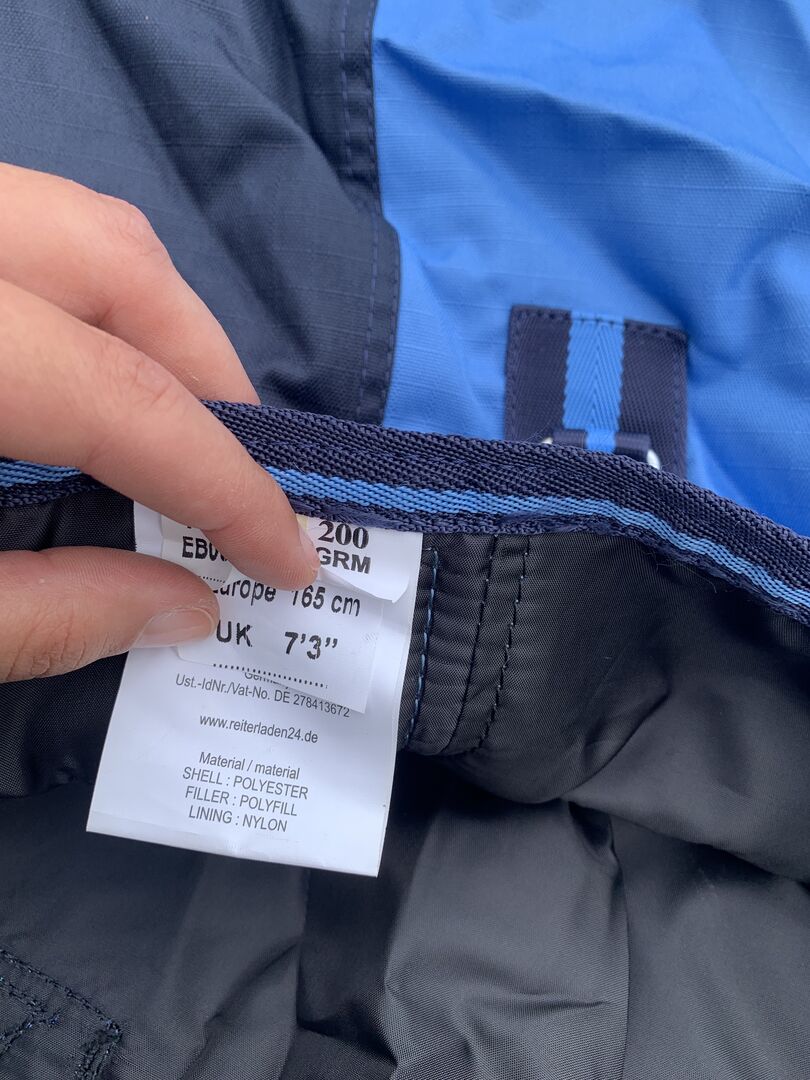 200
GRM
165 cm
UK 7'3"
Ust.-IdNr./Vat-No. DE 278413672
www.reiterladen24.de
Material / material
SHELL : POLYESTER
FILLER : POLYFILL
LINING : NYLON